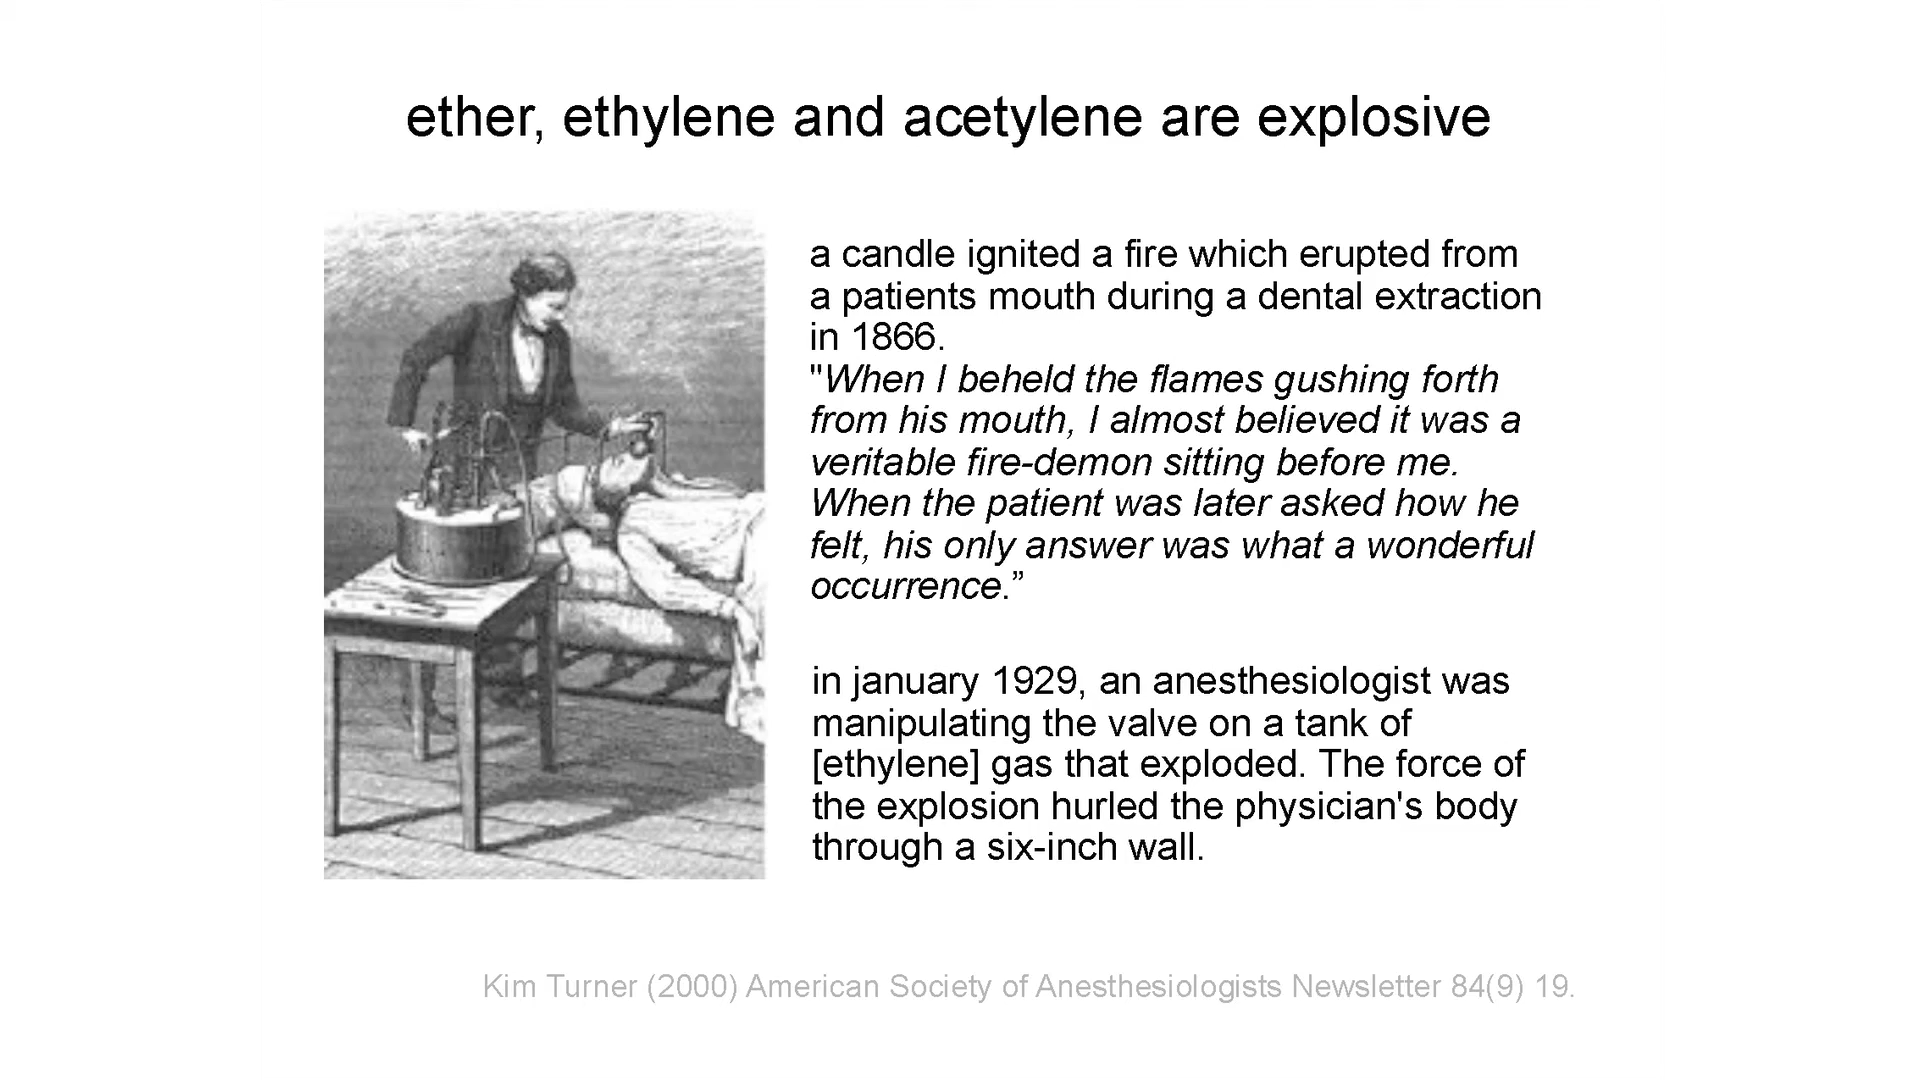 ether, ethylene and acetylene are explosive
a candle ignited a fire which erupted from
a patients mouth during a dental extraction
in 1866.
"When I beheld the flames gushing forth
from his mouth, I almost believed it was a
veritable fire-demon sitting before me.
When the patient was later asked how he
felt, his only answer was what a wonderful
occurrence.”
in january 1929, an anesthesiologist was
manipulating the valve on a tank of
[ethylene] gas that exploded. The force of
the explosion hurled the physician's body
through a six-inch wall.
Kim Turner (2000) American Society of Anesthesiologists Newsletter 84(9) 19.